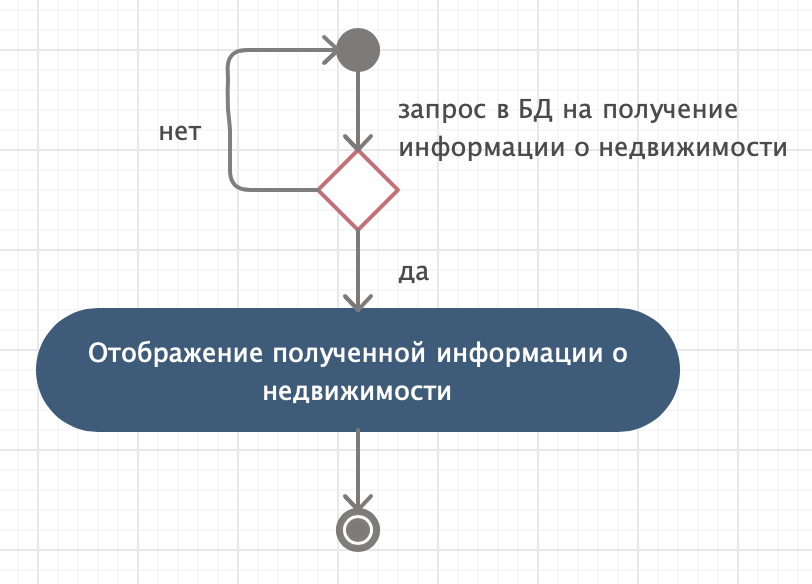 запрос в БД на получение
информации о недвижимости
нет
да
Отображение полученной информации о
недвижимости